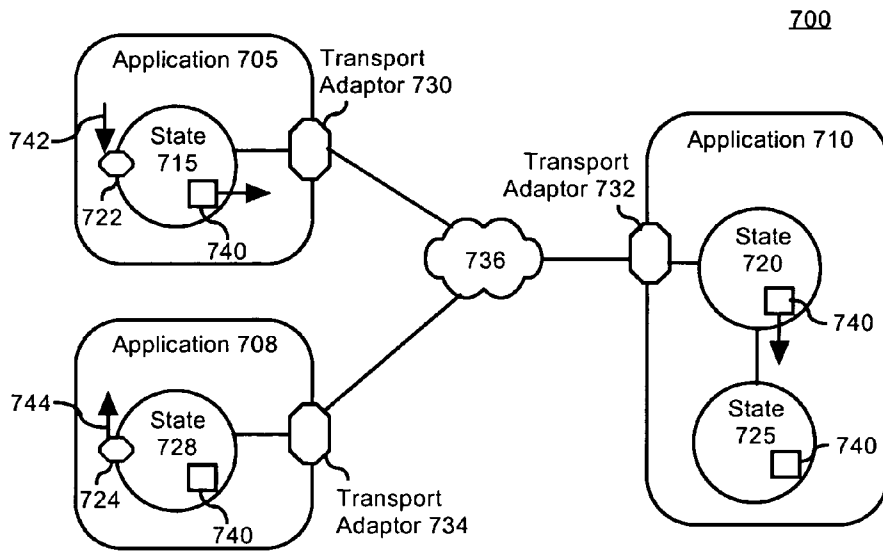 700
Application 705
Transport
Adaptor 730
742
State
715
722
740
Application 710
Transport
Adaptor 732
State
720
740
736
State
725
740
Application 708
744
State
728
724
740
Transport
Adaptor 734